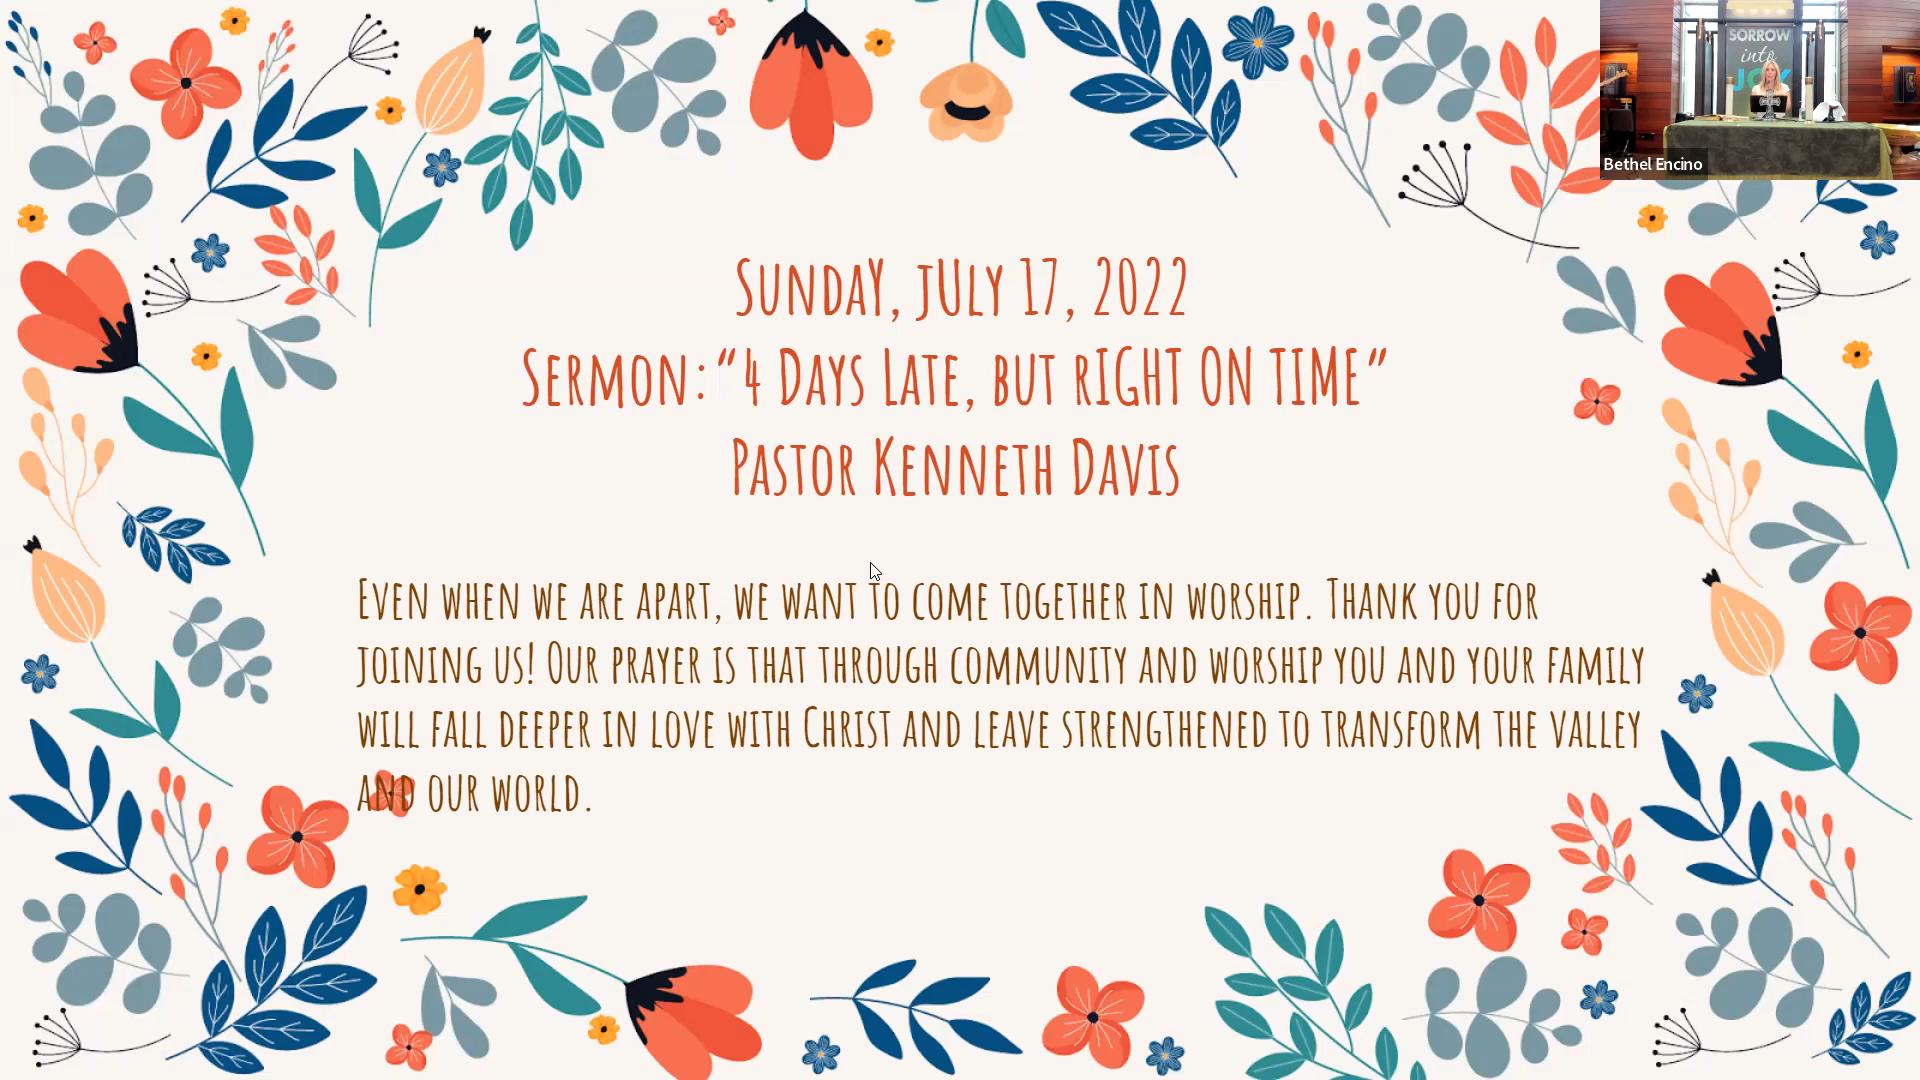 SORROW
into
JOY
Bethel Encino
SundaY, jUly 17, 2022
Sermon: “4 Days Late, but rIGHT ON TIME”
Pastor Kenneth Davis
Even when we are apart, we want to come together in worship. Thank you for
joining us! Our prayer is that through community and worship you and your family
will fall deeper in love with Christ and leave strengthened to transform the valley
and our world.